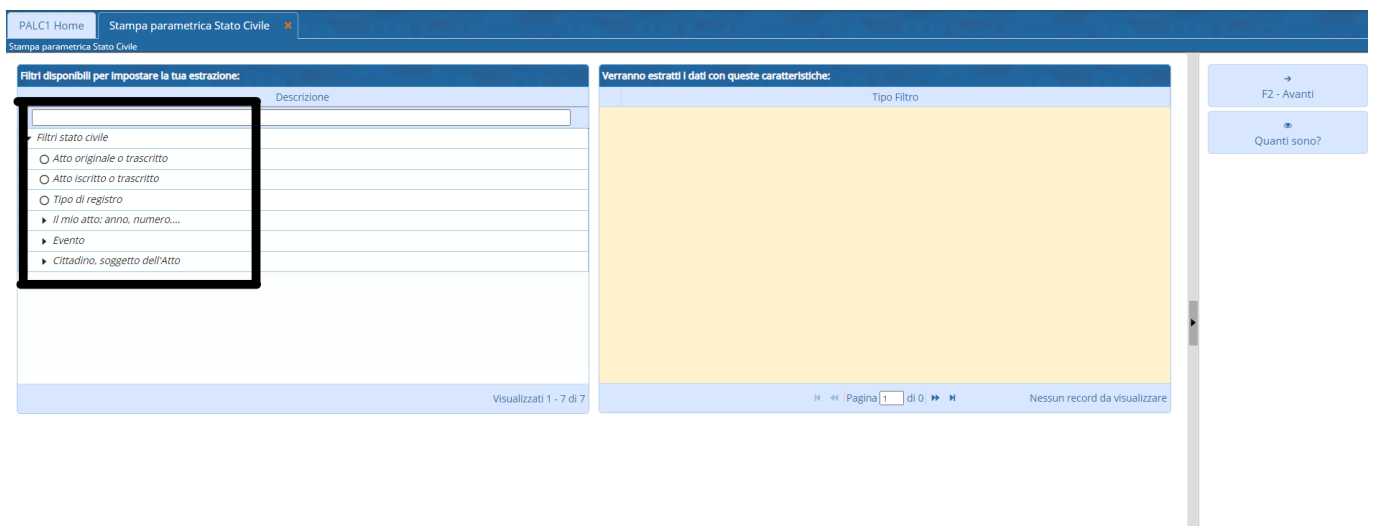 PALC1 Home
Stampa parametrica Stato Civile
Stampa parametrica Stato Civile
Filtri disponibili per impostare la tua estrazione:
Descrizione
Filtri stato civile
Atto originale o trascritto
Atto iscritto o trascritto
Tipo di registro
Il mio atto: anno, numero....
Evento
Cittadino, soggetto dell'Atto
Visualizzati 1 - 7 di 7
Verranno estratti i dati con queste caratteristiche:
Tipo Filtro
Pagina 1 di 0
Nessun record da visualizzare
F2 - Avanti
Quanti sono?